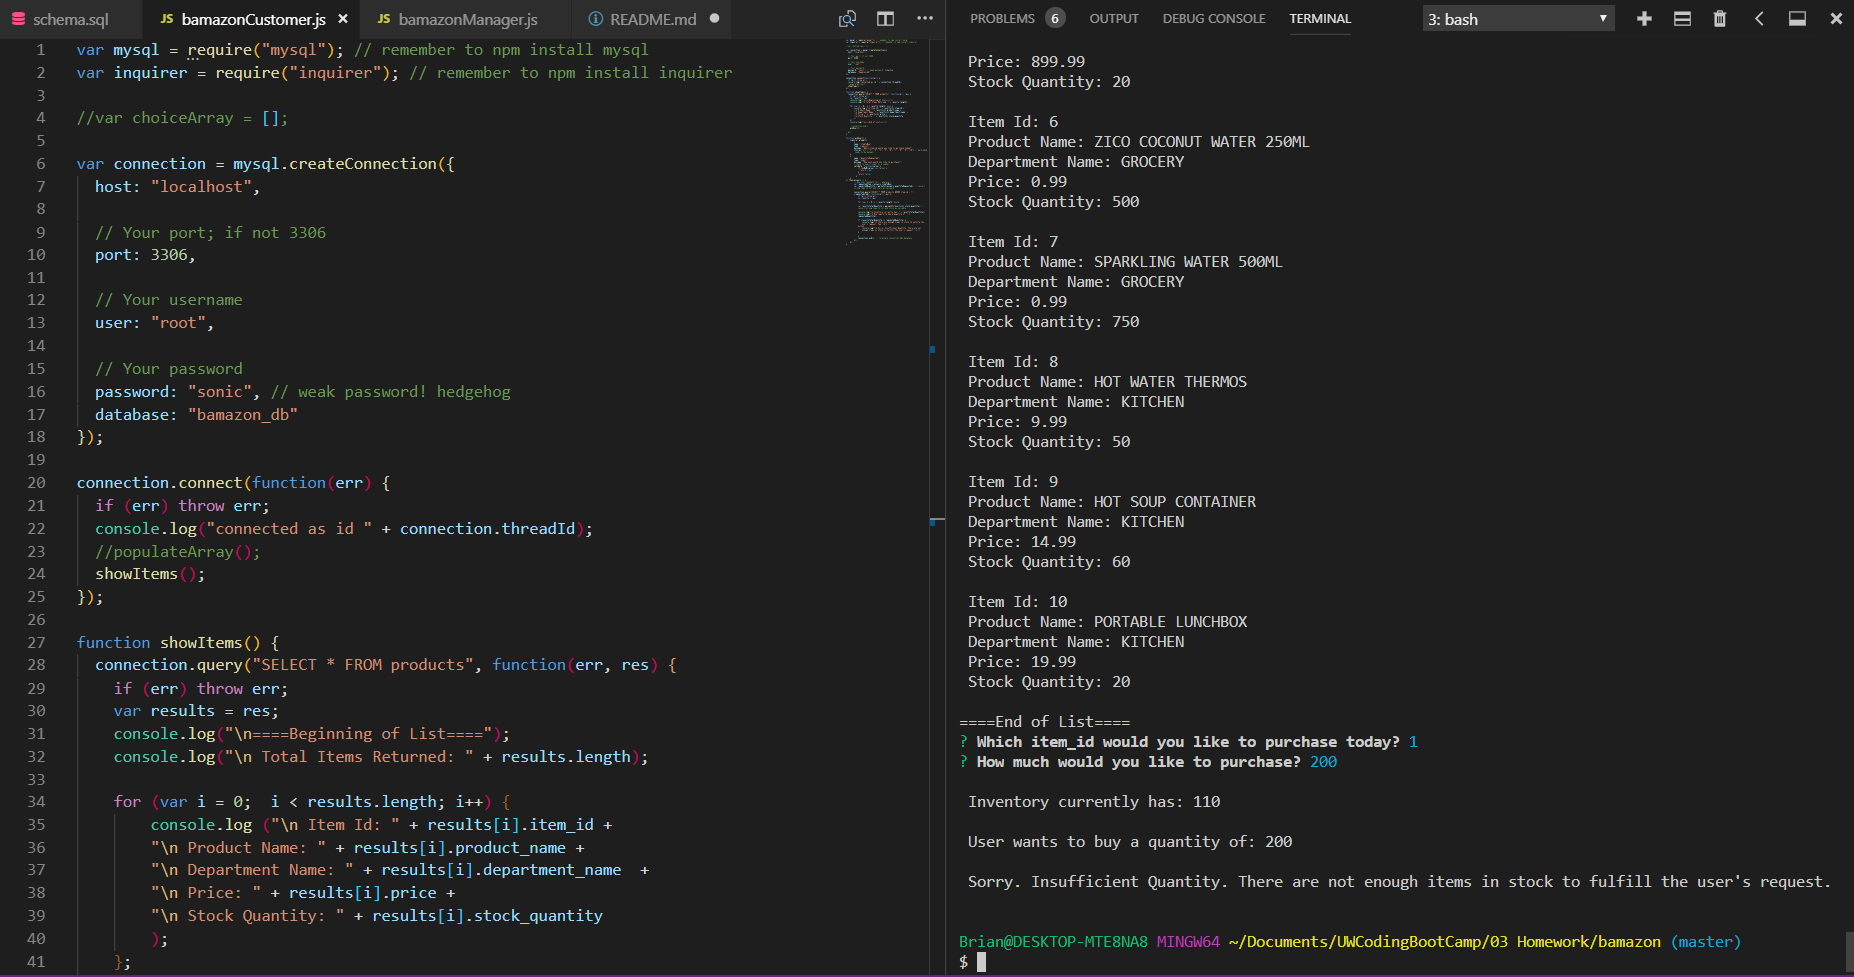 schema.sql
JS bamazonCustomer.js ×
JS bamazonManager.js
README.md
1 var mysql = require("mysql"); // remember to npm install mysql
2 var inquirer = require("inquirer"); // remember to npm install inquirer
3
4 //var choiceArray = [];
5
6 var connection = mysql.createConnection({
7 host: "localhost",
8
9 // Your port; if not 3306
10 port: 3306,
11
12 // Your username
13 user: "root",
14
15 // Your password
16 password: "sonic", // weak password! hedgehog
17 database: "bamazon_db"
18 });
19
20 connection.connect(function(err) {
21 if (err) throw err;
22 console.log("connected as id " + connection.threadId);
23 //populateArray();
24 showItems();
25 });
26
27 function showItems() {
28 connection.query("SELECT * FROM products", function(err, res) {
29 if (err) throw err;
30 var results = res;
31 console.log("\n====Beginning of List====");
32 console.log("\n Total Items Returned: " + results.length);
33
34 for (var i = 0;  i < results.length; i++) {
35 console.log ("\n Item Id: " + results[i].item_id +
36 "\n Product Name: " + results[i].product_name +
37 "\n Department Name: " + results[i].department_name  +
38 "\n Price: " + results[i].price +
39 "\n Stock Quantity: " + results[i].stock_quantity
40 );
41 };
PROBLEMS 6 OUTPUT DEBUG CONSOLE TERMINAL 3: bash
Price: 899.99
Stock Quantity: 20
Item Id: 6
Product Name: ZICO COCONUT WATER 250ML
Department Name: GROCERY
Price: 0.99
Stock Quantity: 500
Item Id: 7
Product Name: SPARKLING WATER 500ML
Department Name: GROCERY
Price: 0.99
Stock Quantity: 750
Item Id: 8
Product Name: HOT WATER THERMOS
Department Name: KITCHEN
Price: 9.99
Stock Quantity: 50
Item Id: 9
Product Name: HOT SOUP CONTAINER
Department Name: KITCHEN
Price: 14.99
Stock Quantity: 60
Item Id: 10
Product Name: PORTABLE LUNCHBOX
Department Name: KITCHEN
Price: 19.99
Stock Quantity: 20
====End of List====
? Which item_id would you like to purchase today? 1
? How much would you like to purchase? 200
Inventory currently has: 110
User wants to buy a quantity of: 200
Sorry. Insufficient Quantity. There are not enough items in stock to fulfill the user's request.
Brian@DESKTOP-MTE8NA8 MINGW64 ~/Documents/UWCodingBootCamp/03 Homework/bamazon (master)
$